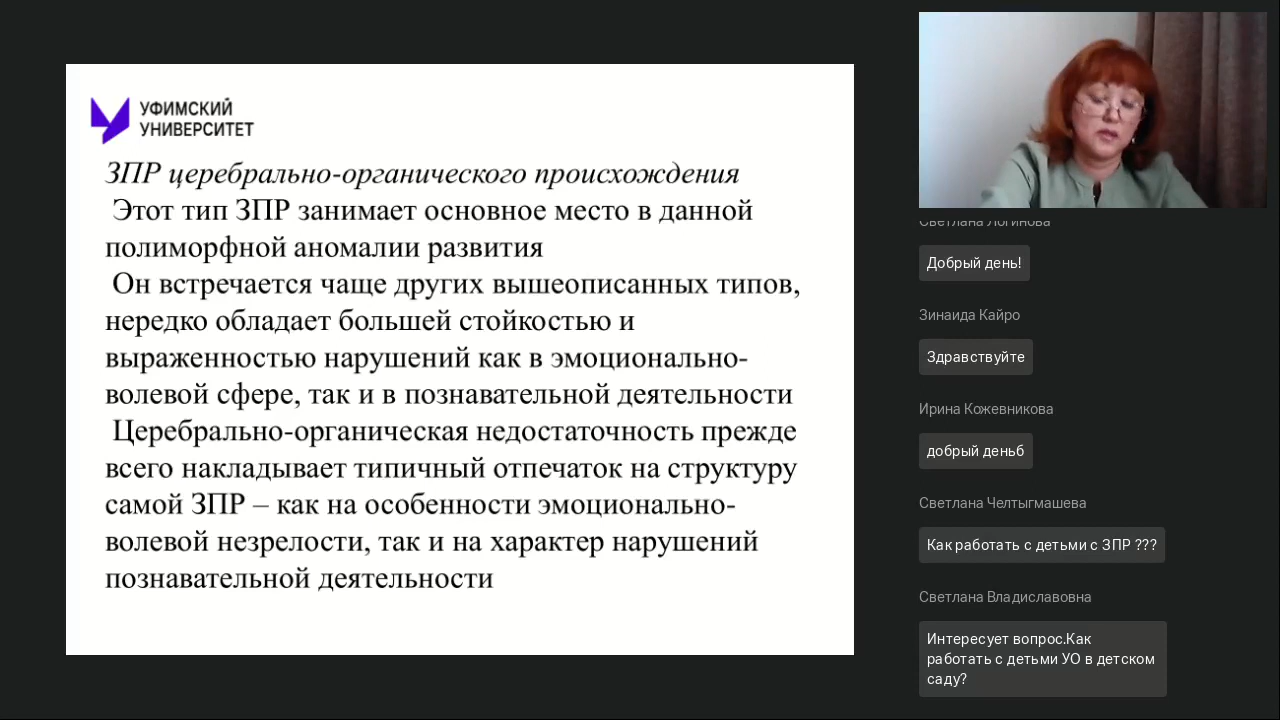 УФИМСКИЙ
УНИВЕРСИТЕТ
ЗПР церебрально-органического происхождения
Этот тип ЗПР занимает основное место в данной
полиморфной аномалии развития
Он встречается чаще других вышеописанных типов,
нередко обладает большей стойкостью и
выраженностью нарушений как в эмоционально-
волевой сфере, так и в познавательной деятельности
Церебрально-органическая недостаточность прежде
всего накладывает типичный отпечаток на структуру
самой ЗПР – как на особенности эмоционально-
волевой незрелости, так и на характер нарушений
познавательной деятельности
Светлана Логинова
Добрый день!
Зинаида Кайро
Здравствуйте
Ирина Кожевникова
добрый деньб
Светлана Челтыгмашева
Как работать с детьми с ЗПР ???
Светлана Владиславовна
Интересует вопрос.Как
работать с детьми УО в детском
саду?